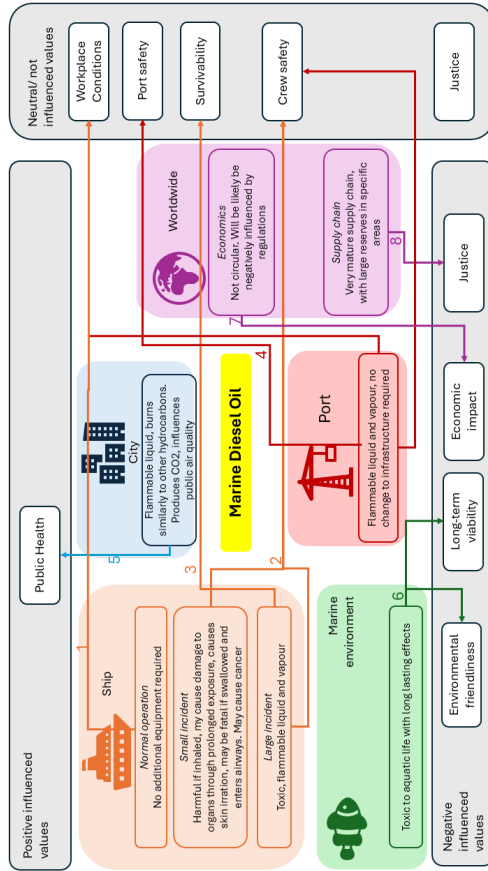 Positive influenced
values
Public Health
Neutral/ not
influenced values
Workplace
Conditions
Port safety
Survivability
Crew safety
Justice
1
5
Ship
Normal operation
No additional equipment required
Small incident
Harmful if inhaled, my cause damage to
organs through prolonged exposure, causes
skin irration, may be fatal if swallowed and
enters airways. May cause cancer
Large incident
Toxic, flammable liquid and vapour
3
2
City
Flammable liquid, burns
similarly to other hydrocarbons.
Produces CO2, influences
public air quality
Marine Diesel Oil
4
Worldwide
Economics
Not circular. Will be likely be
negatively influenced by
regulations
7
Supply chain
Very mature supply chain,
with large reserves in specific
areas
8
Port
Flammable liquid and vapour, no
change to infrastructure required
Marine
environment
Toxic to aquatic life with long lasting effects
6
Negative
influenced
values
Environmental
friendliness
Long-term
viability
Economic
impact
Justice